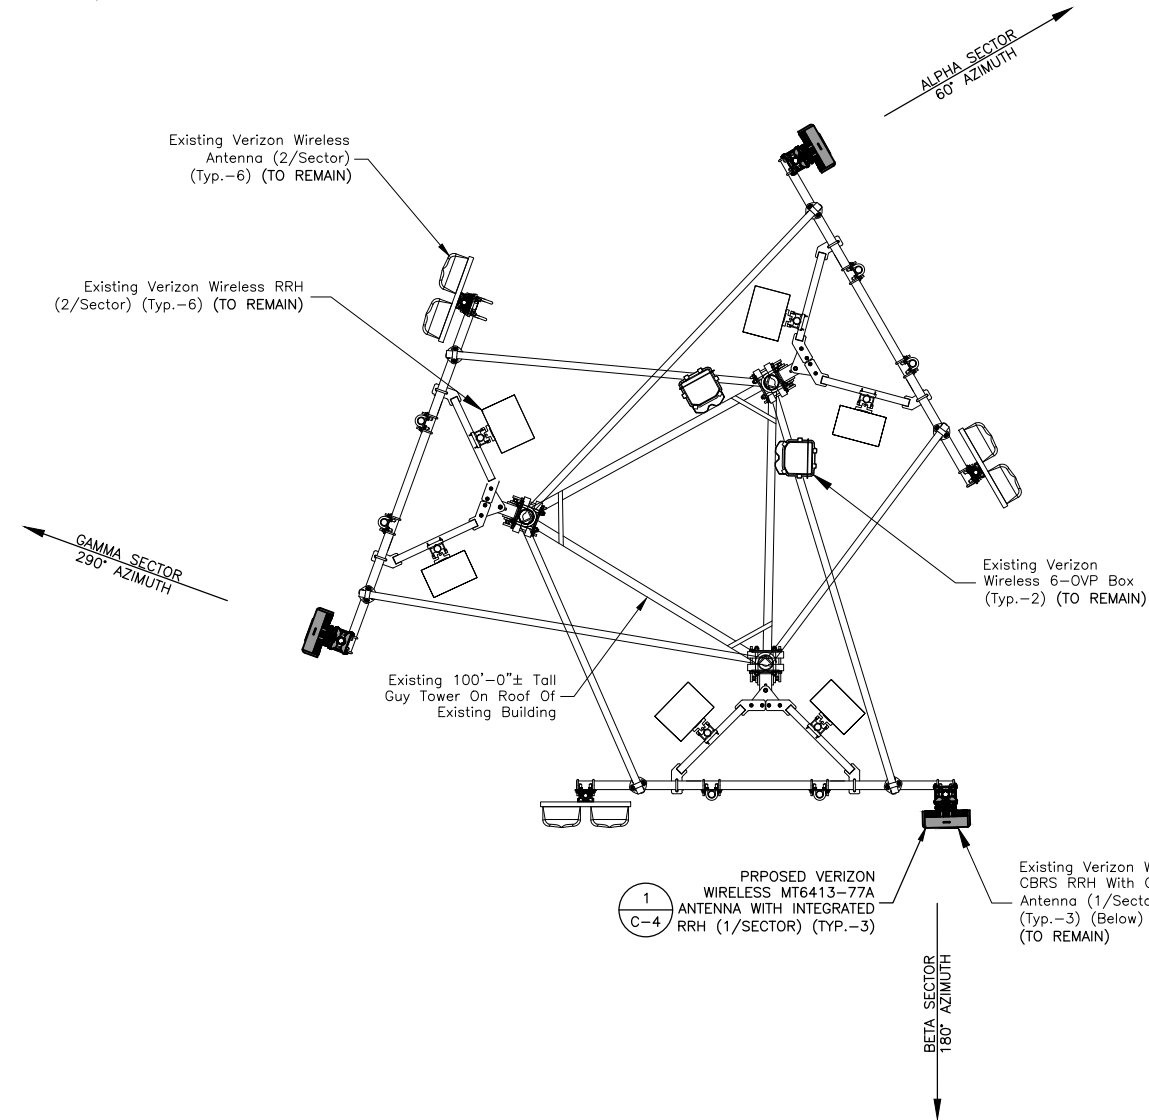 ALPHA SECTOR
60° AZIMUTH
Existing Verizon Wireless
Antenna (2/Sector)
(Typ.-6) (TO REMAIN)
Existing Verizon Wireless RRH
(2/Sector) (Typ.-6) (TO REMAIN)
GAMMA SECTOR
290° AZIMUTH
Existing Verizon
Wireless 6-OVP Box
(Typ.-2) (TO REMAIN)
Existing 100'-0"± Tall
Guy Tower On Roof Of
Existing Building
PRPOSED VERIZON
WIRELESS MT6413-77A
ANTENNA WITH INTEGRATED
RRH (1/SECTOR) (TYP.-3)
1
C-4
Existing Verizon
CBRS RRH With
Antenna (1/Secto
(Typ.-3) (Below)
(TO REMAIN)
BETA SECTOR
180° AZIMUTH